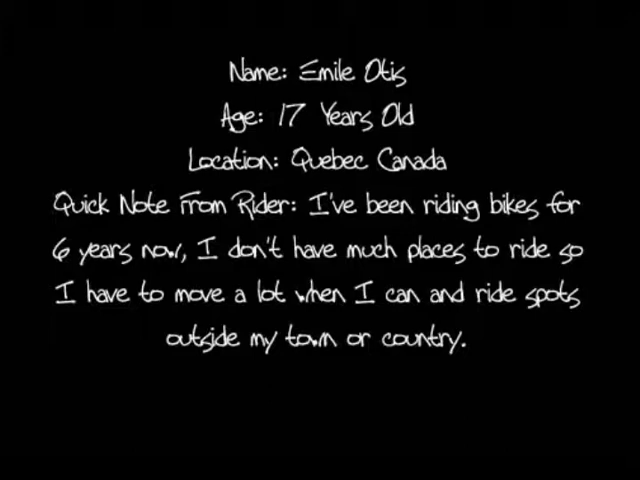 Name: Emile Otis
Age: 17 Years Old
Location: Quebec Canada
Quick Note From Rider: I've been riding bikes for
6 years now, I don't have much places to ride so
I have to move a lot when I can and ride spots
outside my town or country.